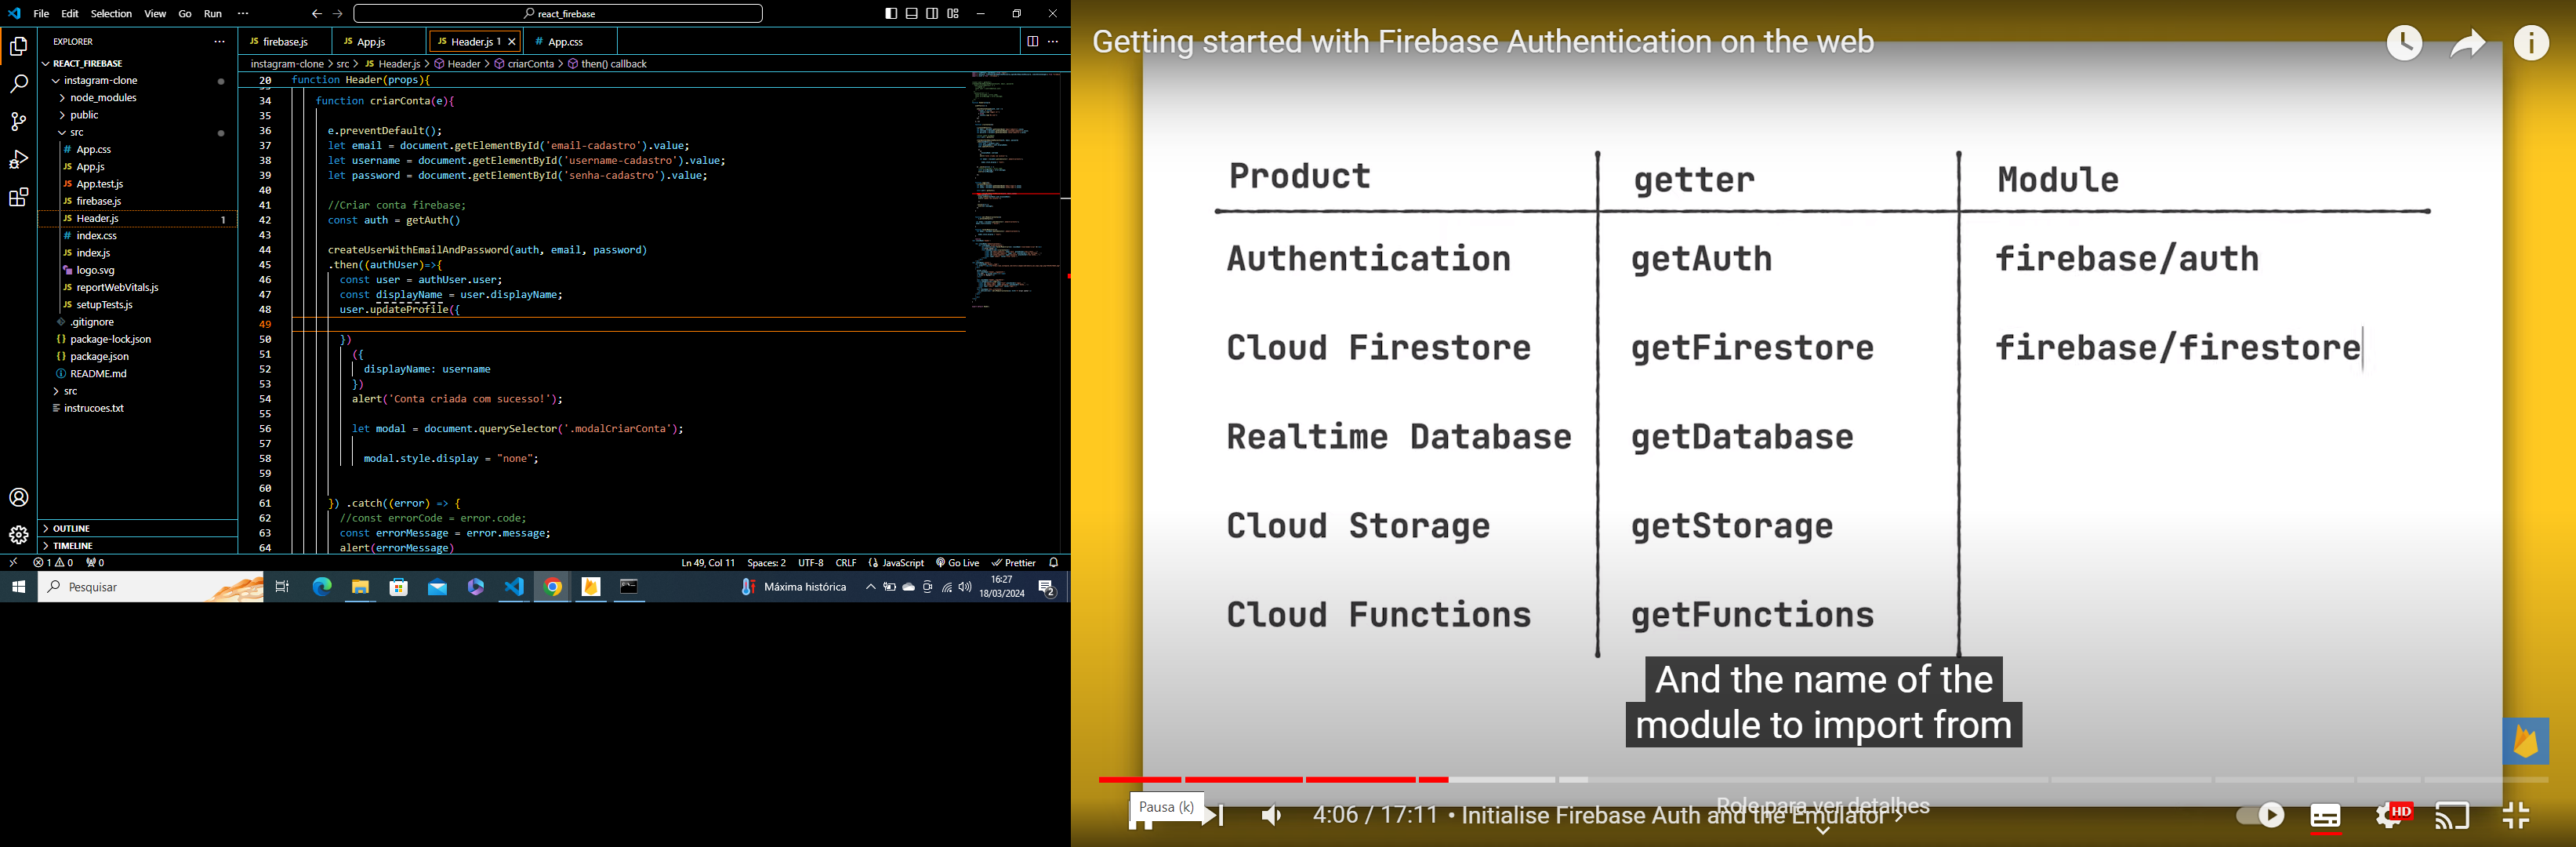 File Edit Selection View Go Run ··· ← → react_firebase
EXPLORER ···
REACT_FIREBASE
instagram-clone
node_modules
public
src
# App.css
JS App.js
JS App.test.js
JS firebase.js
JS Header.js 1
# index.css
JS index.js
logo.svg
JS reportWebVitals.js
JS setupTests.js
.gitignore
{} package-lock.json
{} package.json
README.md
src
instrucoes.txt
OUTLINE
TIMELINE
JS firebase.js JS App.js JS Header.js 1 × # App.css
instagram-clone > src > JS Header.js > Header > criarConta > then() callback
20 function Header(props){
34 function criarConta(e){
35
36 e.preventDefault();
37 let email = document.getElementById('email-cadastro').value;
38 let username = document.getElementById('username-cadastro').value;
39 let password = document.getElementById('senha-cadastro').value;
40
41 //Criar conta firebase;
42 const auth = getAuth()
43
44 createUserWithEmailAndPassword(auth, email, password)
45 .then((authUser)=>{
46 const user = authUser.user;
47 const displayName = user.displayName;
48 user.updateProfile({
49
50 })
51 ({
52 displayName: username
53 })
54 alert('Conta criada com sucesso!');
55
56 let modal = document.querySelector('.modalCriarConta');
57
58 modal.style.display = "none";
59
60
61 }) .catch((error) => {
62 //const errorCode = error.code;
63 const errorMessage = error.message;
64 alert(errorMessage)
1 0 0 Ln 49, Col 11 Spaces: 2 UTF-8 CRLF {} JavaScript Go Live Prettier
Pesquisar Máxima histórica 16:27
18/03/2024 2
Getting started with Firebase Authentication on the web
Product getter Module
Authentication getAuth firebase/auth
Cloud Firestore getFirestore firebase/firestore
Realtime Database getDatabase
Cloud Storage getStorage
Cloud Functions getFunctions
And the name of the
module to import from
Pausa (k)
Role para ver detalhes
4:06 / 17:11 • Initialise Firebase Auth and the Emulator >
HD